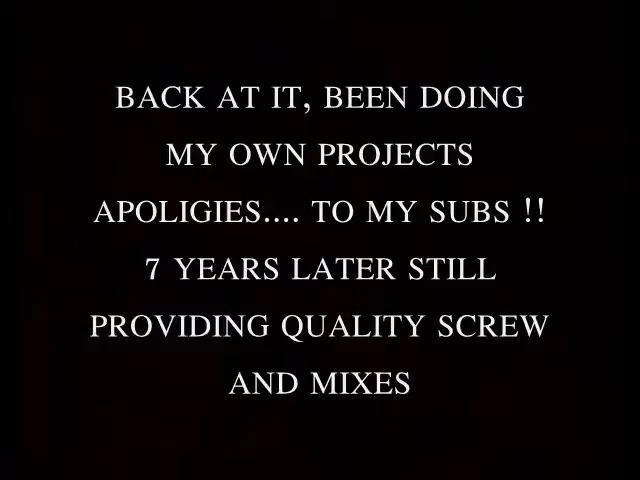 BACK AT IT, BEEN DOING
MY OWN PROJECTS
APOLIGIES.... TO MY SUBS !!
7 YEARS LATER STILL
PROVIDING QUALITY SCREW
AND MIXES